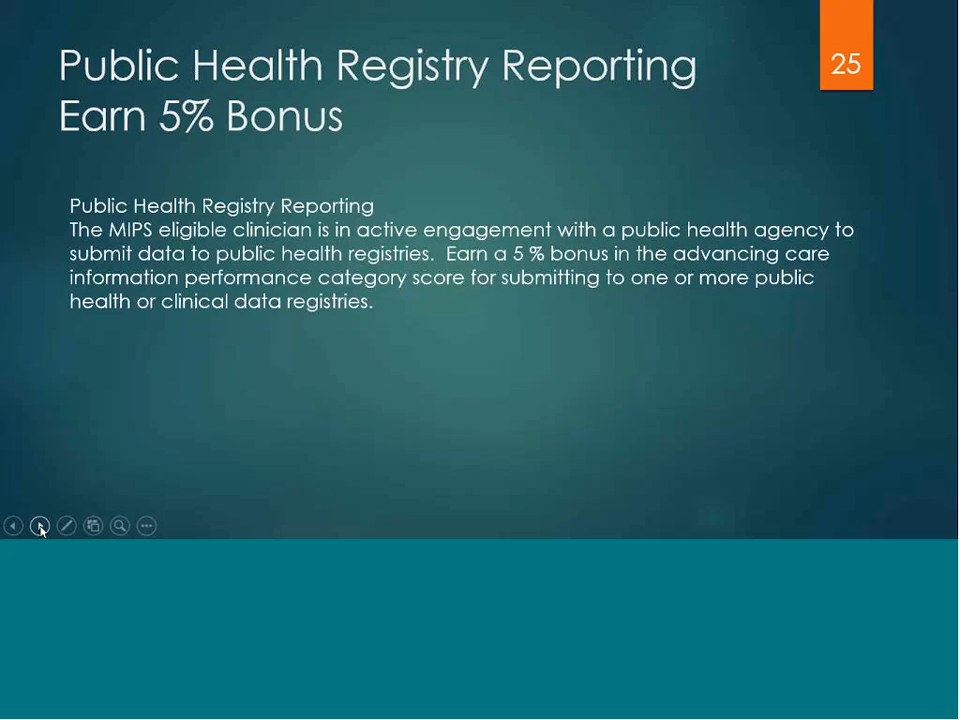 Public Health Registry Reporting
Earn 5% Bonus
25
Public Health Registry Reporting
The MIPS eligible clinician is in active engagement with a public health agency to
submit data to public health registries.  Earn a 5 % bonus in the advancing care
information performance category score for submitting to one or more public
health or clinical data registries.